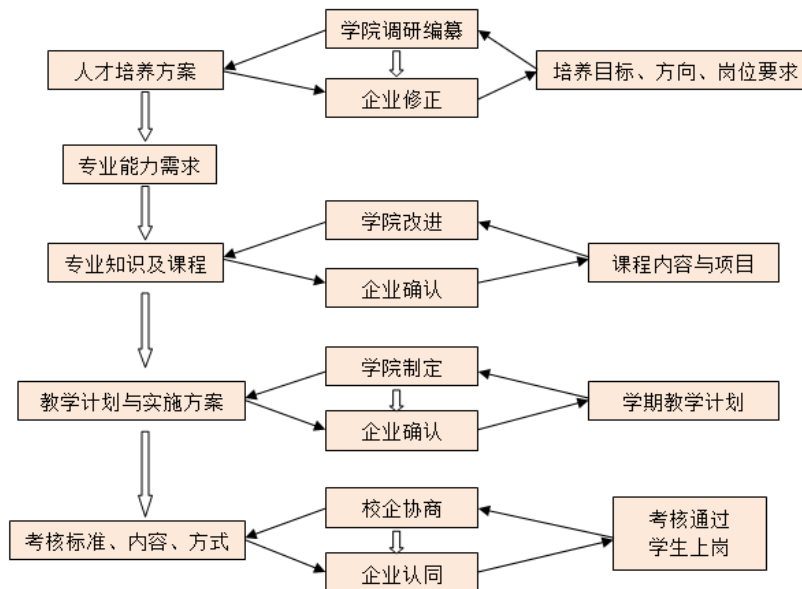 学院调研编纂
人才培养方案
企业修正
培养目标、方向、岗位要求
专业能力需求
学院改进
专业知识及课程
企业确认
课程内容与项目
学院制定
教学计划与实施方案
企业确认
学期教学计划
校企协商
考核标准、内容、方式
企业认同
考核通过
学生上岗